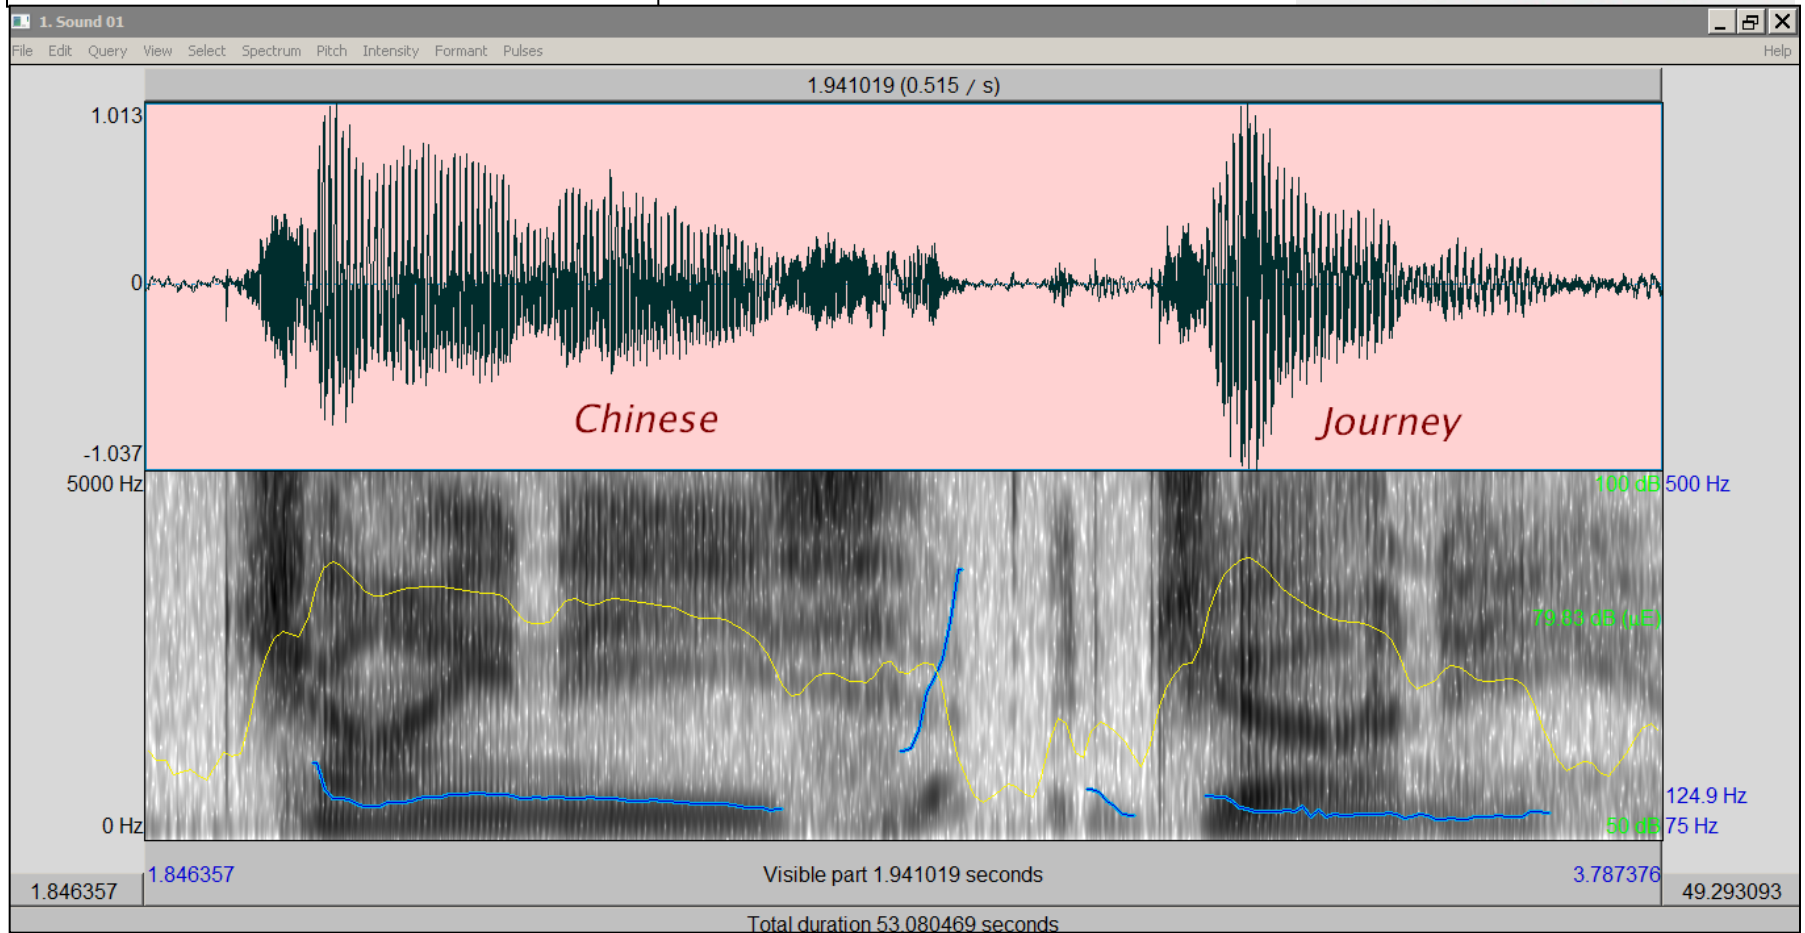 1. Sound 01
File Edit Query View Select Spectrum Pitch Intensity Formant Pulses Help
1.941019 (0.515 / s)
1.013
0
-1.037
Chinese
Journey
5000 Hz
100 dB
500 Hz
79.83 dB (µE)
124.9 Hz
0 Hz
50 dB
75 Hz
1.846357
1.846357
Visible part 1.941019 seconds
3.787376
49.293093
Total duration 53.080469 seconds